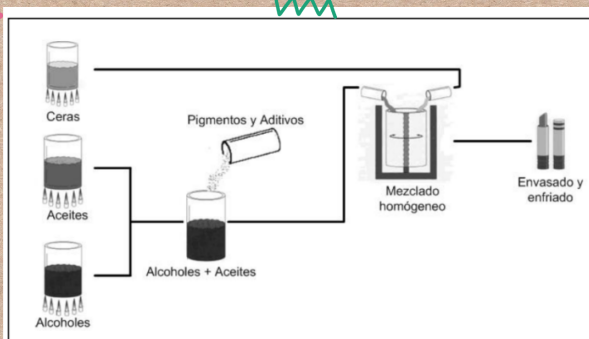 Ceras
Pigmentos y Aditivos
Aceites
Alcoholes + Aceites
Alcoholes
Mezclado
homógeneo
Envasado y
enfriado